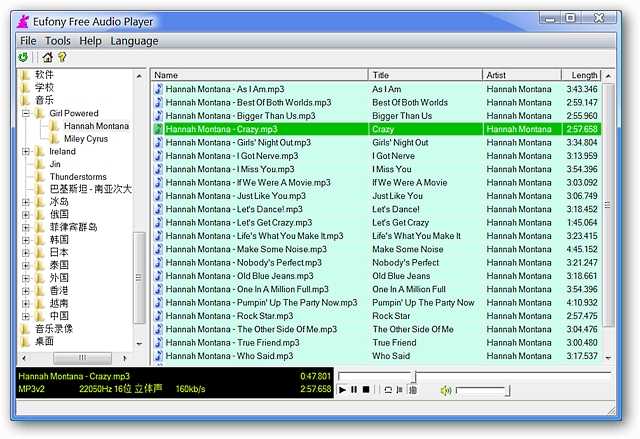 Eufony Free Audio Player
File Tools Help Language
软件
学校
音乐
Girl Powered
Hannah Montana
Miley Cyrus
Ireland
Jin
Thunderstorms
巴基斯坦 - 南亚次大
冰岛
俄国
菲律宾群岛
韩国
日本
泰国
外国
香港
越南
中国
音乐录像
桌面
Name Title Artist Length
Hannah Montana - As I Am.mp3 As I Am Hannah Montana 3:43.346
Hannah Montana - Best Of Both Worlds.mp3 Best Of Both Worlds Hannah Montana 2:59.147
Hannah Montana - Bigger Than Us.mp3 Bigger Than Us Hannah Montana 2:55.960
Hannah Montana - Crazy.mp3 Crazy Hannah Montana 2:57.658
Hannah Montana - Girls' Night Out.mp3 Girls' Night Out Hannah Montana 3:34.804
Hannah Montana - I Got Nerve.mp3 I Got Nerve Hannah Montana 3:13.959
Hannah Montana - I Miss You.mp3 I Miss You Hannah Montana 3:54.396
Hannah Montana - If We Were A Movie.mp3 If We Were A Movie Hannah Montana 3:03.092
Hannah Montana - Just Like You.mp3 Just Like You Hannah Montana 3:06.749
Hannah Montana - Let's Dance!.mp3 Let's Dance! Hannah Montana 3:18.452
Hannah Montana - Let's Get Crazy.mp3 Let's Get Crazy Hannah Montana 1:45.064
Hannah Montana - Life's What You Make It.mp3 Life's What You Make It Hannah Montana 3:23.415
Hannah Montana - Make Some Noise.mp3 Make Some Noise Hannah Montana 4:45.152
Hannah Montana - Nobody's Perfect.mp3 Nobody's Perfect Hannah Montana 3:21.247
Hannah Montana - Old Blue Jeans.mp3 Old Blue Jeans Hannah Montana 3:18.661
Hannah Montana - One In A Million Full.mp3 One In A Million Full Hannah Montana 3:54.396
Hannah Montana - Pumpin' Up The Party Now.mp3 Pumpin' Up The Party Now Hannah Montana 4:10.932
Hannah Montana - Rock Star.mp3 Rock Star Hannah Montana 2:57.475
Hannah Montana - The Other Side Of Me.mp3 The Other Side Of Me Hannah Montana 3:04.476
Hannah Montana - True Friend.mp3 True Friend Hannah Montana 3:00.480
Hannah Montana - Who Said.mp3 Who Said Hannah Montana 3:17.537
Hannah Montana - Crazy.mp3 0:47.801
MP3v2 22050Hz 16位 立体声 160kb/s 2:57.658